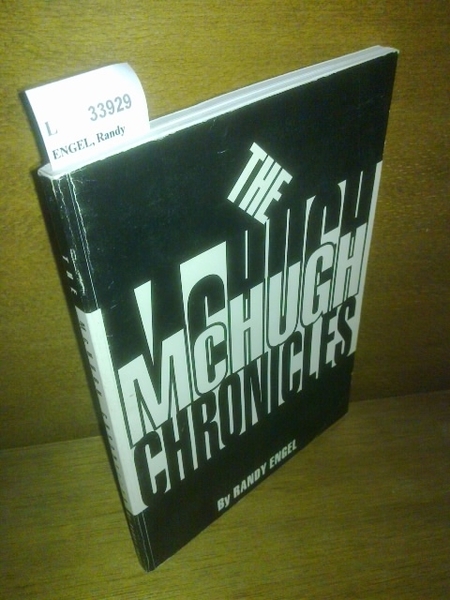 L 33929
ENGEL, Randy
THE
MCHUGH
CHRONICLES
By RANDY ENGEL